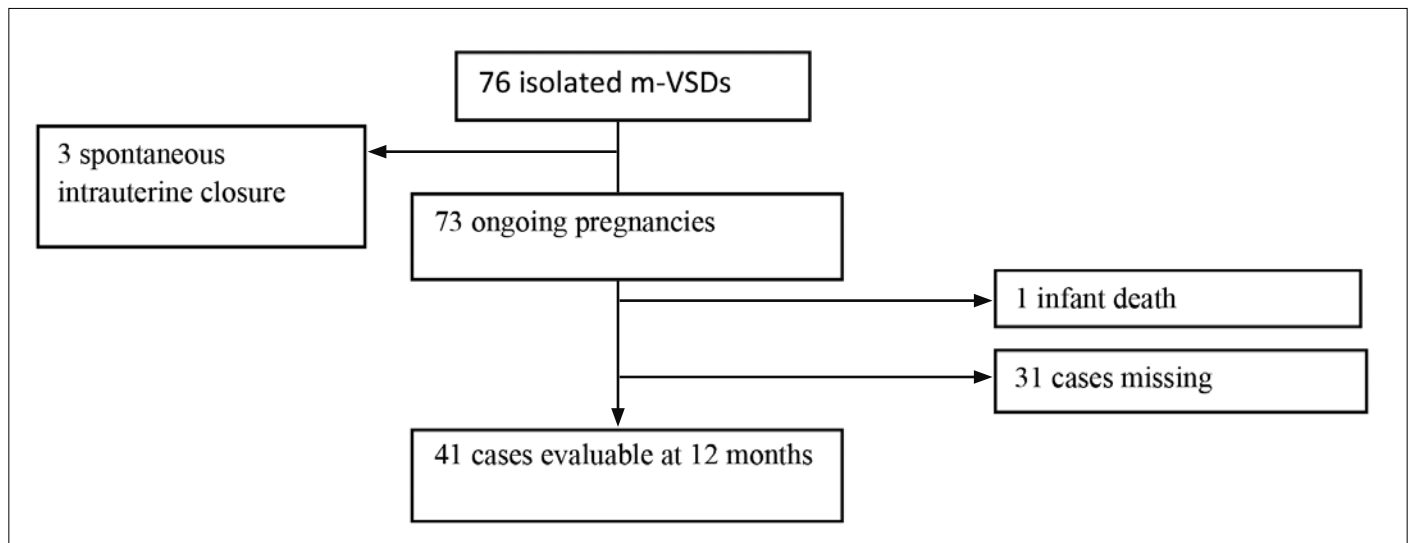 76 isolated m-VSDs
3 spontaneous
intrauterine closure
73 ongoing pregnancies
1 infant death
31 cases missing
41 cases evaluable at 12 months